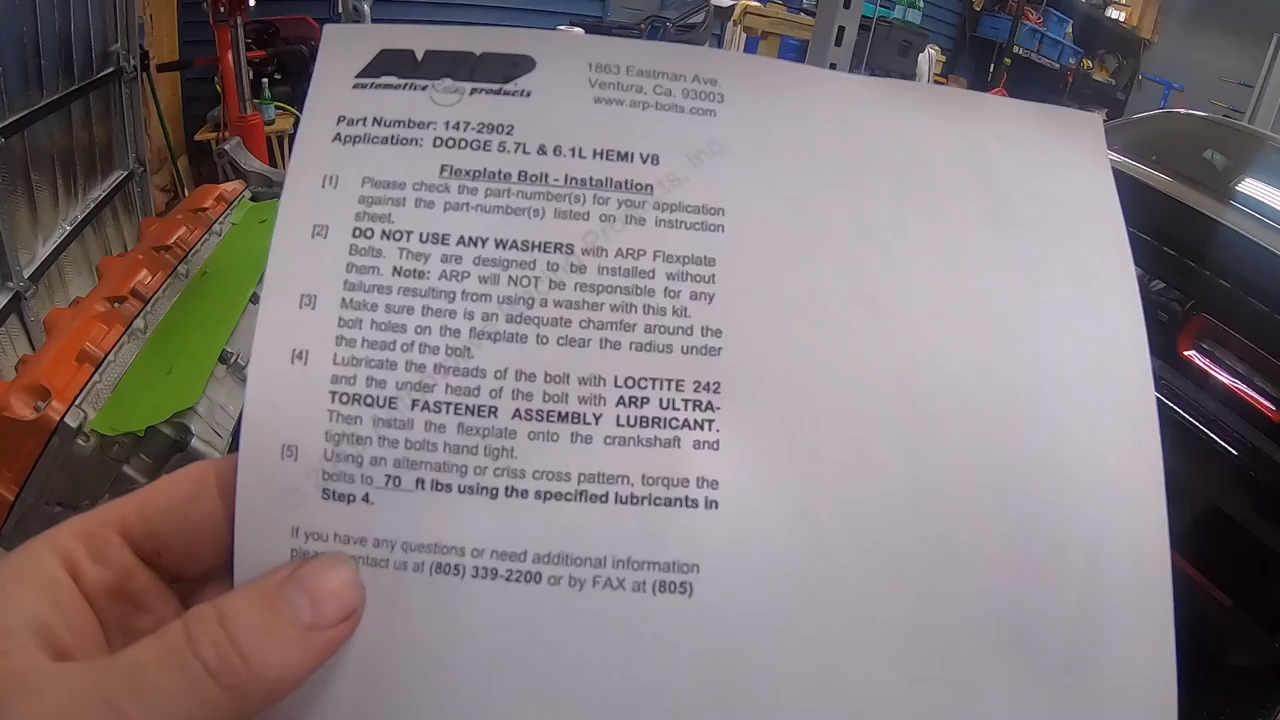 ARP
automotive Racing products
1863 Eastman Ave.
Ventura, Ca. 93003
www.arp-bolts.com
Part Number: 147-2902
Application: DODGE 5.7L & 6.1L HEMI V8
Flexplate Bolt - Installation
[1] Please check the part-number(s) for your application
against the part-number(s) listed on the instruction
sheet.
[2] DO NOT USE ANY WASHERS with ARP Flexplate
Bolts. They are designed to be installed without
them. Note: ARP will NOT be responsible for any
failures resulting from using a washer with this kit.
[3] Make sure there is an adequate chamfer around the
bolt holes on the flexplate to clear the radius under
the head of the bolt.
[4] Lubricate the threads of the bolt with LOCTITE 242
and the under head of the bolt with ARP ULTRA-
TORQUE FASTENER ASSEMBLY LUBRICANT.
Then install the flexplate onto the crankshaft and
tighten the bolts hand tight.
[5] Using an alternating or criss cross pattern, torque the
bolts to 70 ft lbs using the specified lubricants in
Step 4.
If you have any questions or need additional information
contact us at (805) 339-2200 or by FAX at (805)